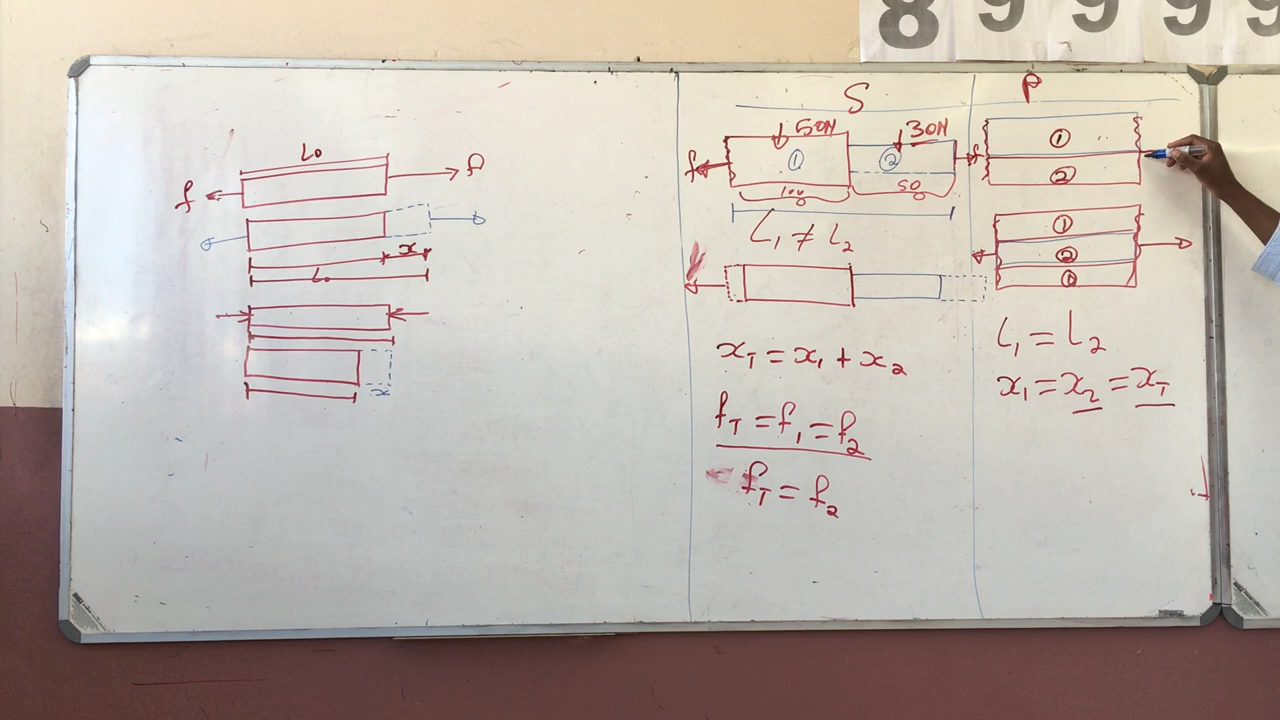 8 9 9 9 9
S
P
L0
f
f
x
L0
x
50N
30N
f
f
①
②
100
50
L1 ≠ L2
①
②
①
②
①
xT = x1 + x2
fT = f1 = f2
fT = f2
L1 = L2
x1 = x2 = xT